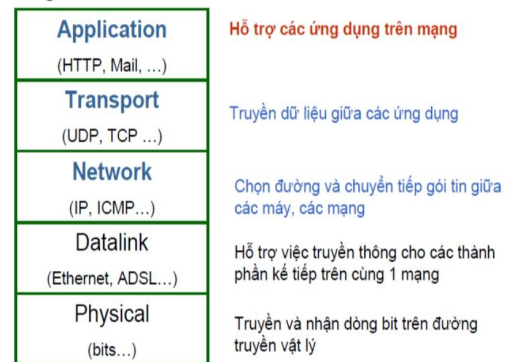 Application
(HTTP, Mail, ...)
Hỗ trợ các ứng dụng trên mạng
Transport
(UDP, TCP ...)
Truyền dữ liệu giữa các ứng dụng
Network
(IP, ICMP...)
Chọn đường và chuyển tiếp gói tin giữa
các máy, các mạng
Datalink
(Ethernet, ADSL...)
Hỗ trợ việc truyền thông cho các thành
phần kế tiếp trên cùng 1 mạng
Physical
(bits...)
Truyền và nhận dòng bit trên đường
truyền vật lý